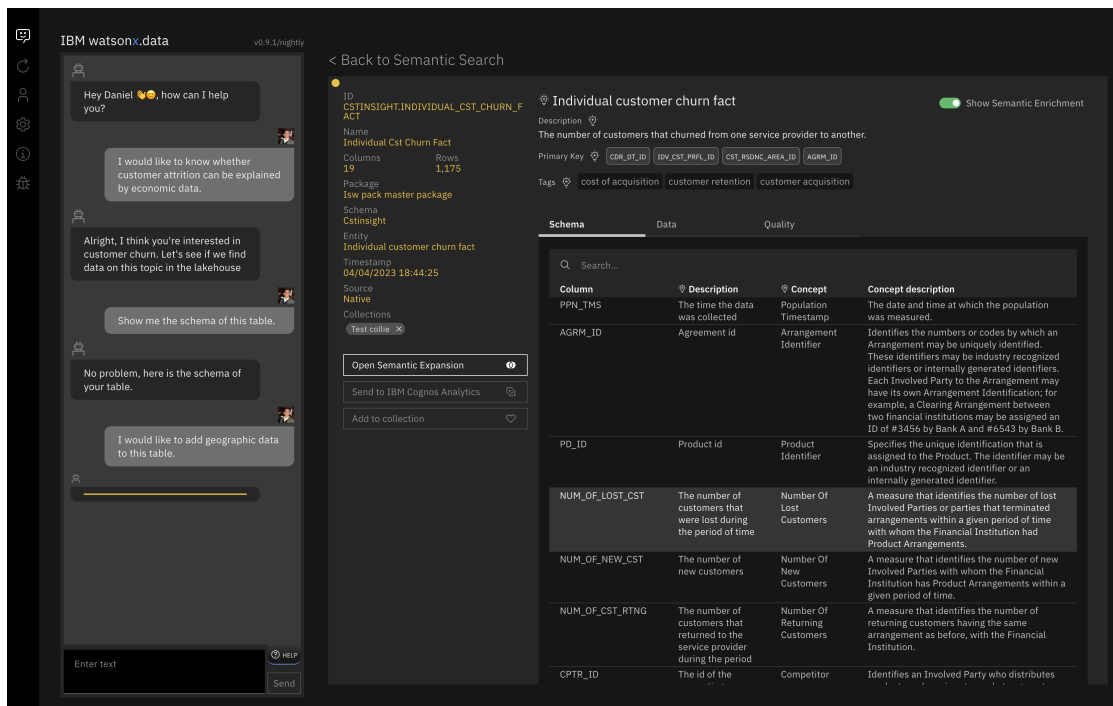 IBM watsonx.data
v0.9.1/nightly
Hey Daniel 👋😊, how can I help
you?
I would like to know whether
customer attrition can be explained
by economic data.
Alright, I think you're interested in
customer churn. Let's see if we find
data on this topic in the lakehouse
Show me the schema of this table.
No problem, here is the schema of
your table.
I would like to add geographic data
to this table.
Enter text
HELP
Send
< Back to Semantic Search
ID
CSTINSIGHT.INDIVIDUAL_CST_CHURN_F
ACT
Name
Individual Cst Churn Fact
Columns Rows
19 1,175
Package
Isw pack master package
Schema
Cstinsight
Entity
Individual customer churn fact
Timestamp
04/04/2023 18:44:25
Source
Native
Collections
Test collie ×
Open Semantic Expansion
Send to IBM Cognos Analytics
Add to collection
Individual customer churn fact
Show Semantic Enrichment
Description
The number of customers that churned from one service provider to another.
Primary Key CDR_DT_ID IDV_CST_PRFL_ID CST_RSDNC_AREA_ID AGRM_ID
Tags cost of acquisition customer retention customer acquisition
Schema Data Quality
Search...
Column Description Concept Concept description
PPN_TMS The time the data Population The date and time at which the population
was collected Timestamp was measured.
AGRM_ID Agreement id Arrangement Identifies the numbers or codes by which an
Identifier Arrangement may be uniquely identified.
These identifiers may be industry recognized
identifiers or internally generated identifiers.
Each Involved Party to the Arrangement may
have its own Arrangement Identification; for
example, a Clearing Arrangement between
two financial institutions may be assigned an
ID of #3456 by Bank A and #6543 by Bank B.
PD_ID Product id Product Specifies the unique identification that is
Identifier assigned to the Product. The identifier may be
an industry recognized identifier or an
internally generated identifier.
NUM_OF_LOST_CST The number of Number Of A measure that identifies the number of lost
customers that Lost Involved Parties or parties that terminated
were lost during Customers arrangements within a given period of time
the period of time with whom the Financial Institution had
Product Arrangements.
NUM_OF_NEW_CST The number of Number Of A measure that identifies the number of new
new customers New Involved Parties with whom the Financial
Customers Institution has Product Arrangements within a
given period of time.
NUM_OF_CST_RTNG The number of Number Of A measure that identifies the number of
customers that Returning returning customers having the same
returned to the Customers arrangement as before, with the Financial
service provider Institution.
during the period
CPTR_ID The id of the Competitor Identifies an Involved Party who distributes